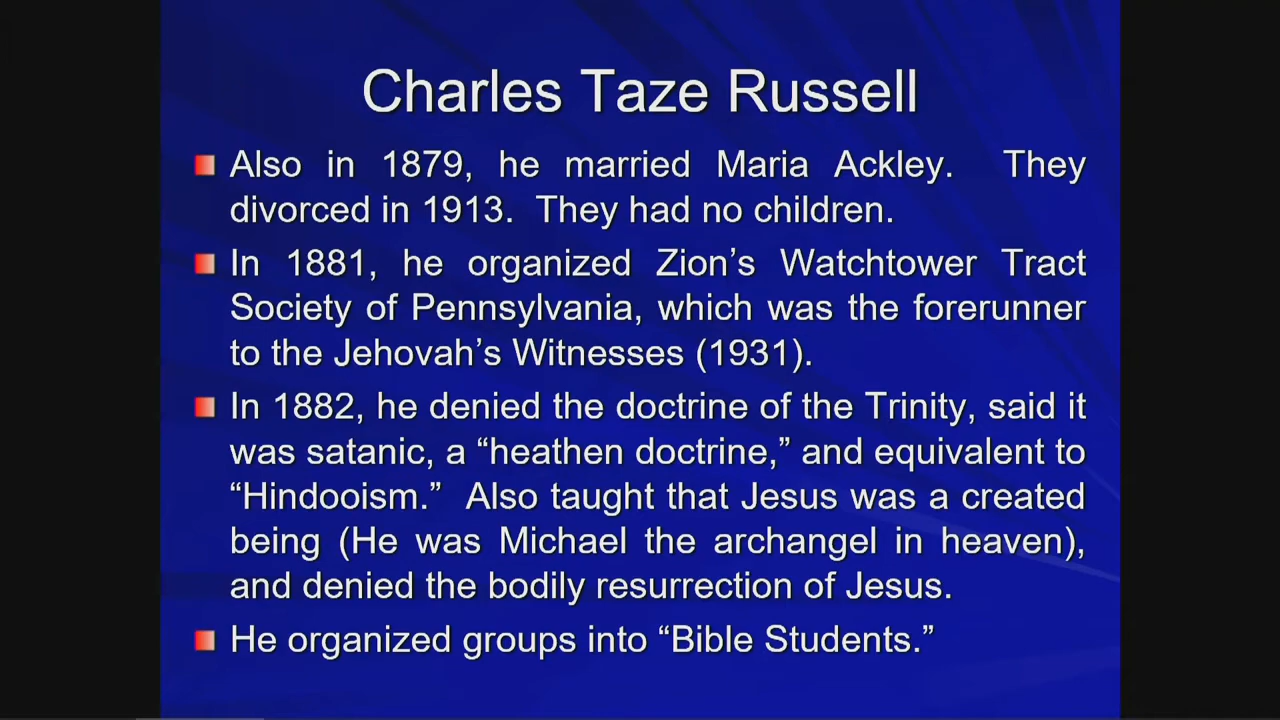 Charles Taze Russell
Also in 1879, he married Maria Ackley. They
divorced in 1913. They had no children.
In 1881, he organized Zion’s Watchtower Tract
Society of Pennsylvania, which was the forerunner
to the Jehovah’s Witnesses (1931).
In 1882, he denied the doctrine of the Trinity, said it
was satanic, a “heathen doctrine,” and equivalent to
“Hindooism.” Also taught that Jesus was a created
being (He was Michael the archangel in heaven),
and denied the bodily resurrection of Jesus.
He organized groups into “Bible Students.”